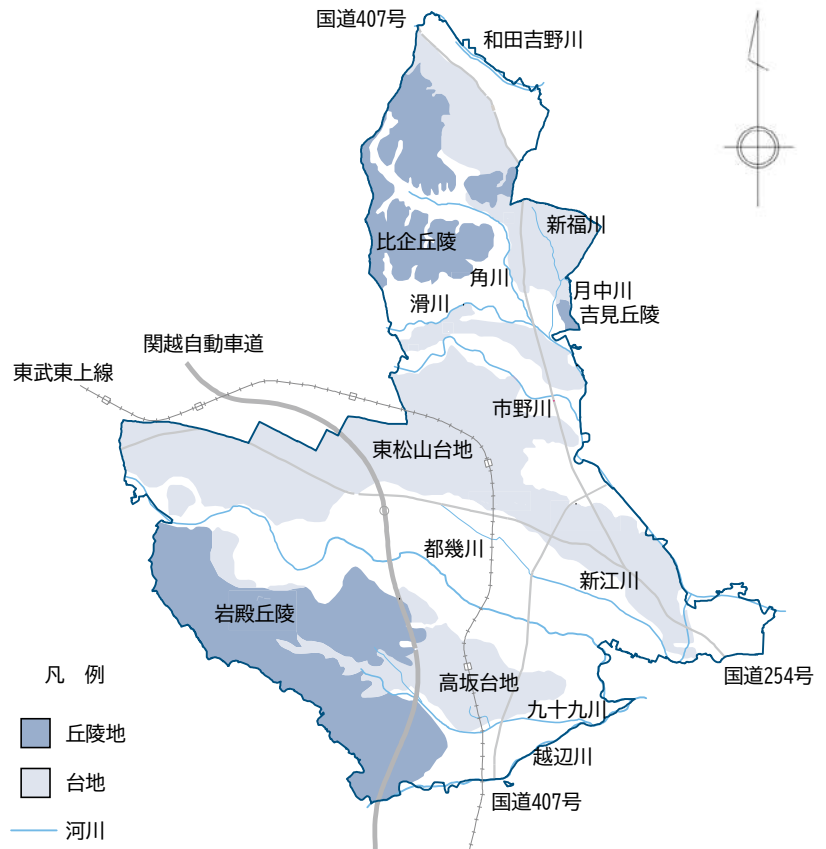 国道407号
和田吉野川
新福川
比企丘陵
角川
月中川
滑川
吉見丘陵
関越自動車道
東武東上線
市野川
東松山台地
都幾川
新江川
岩殿丘陵
高坂台地
国道254号
九十九川
越辺川
国道407号
凡 例
丘陵地
台地
河川